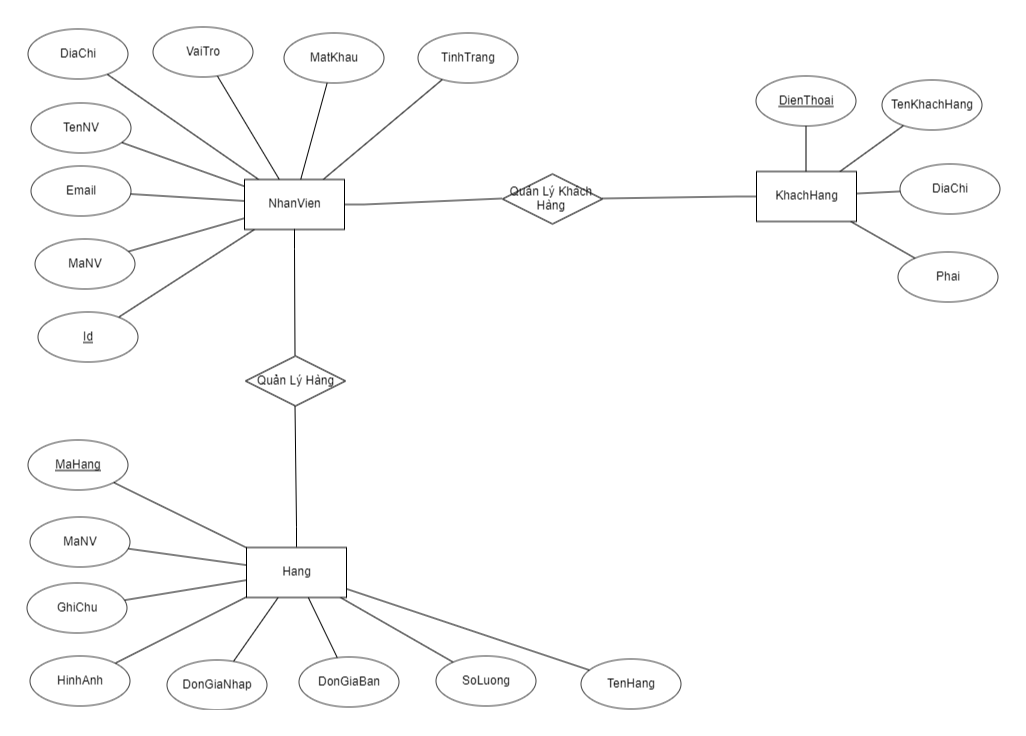 DiaChi
VaiTro
MatKhau
TinhTrang
TenNV
Email
MaNV
Id
NhanVien
Quản Lý Khách
Hàng
DienThoai
TenKhachHang
KhachHang
DiaChi
Phai
Quản Lý Hàng
MaHang
MaNV
GhiChu
HinhAnh
Hang
DonGiaNhap
DonGiaBan
SoLuong
TenHang